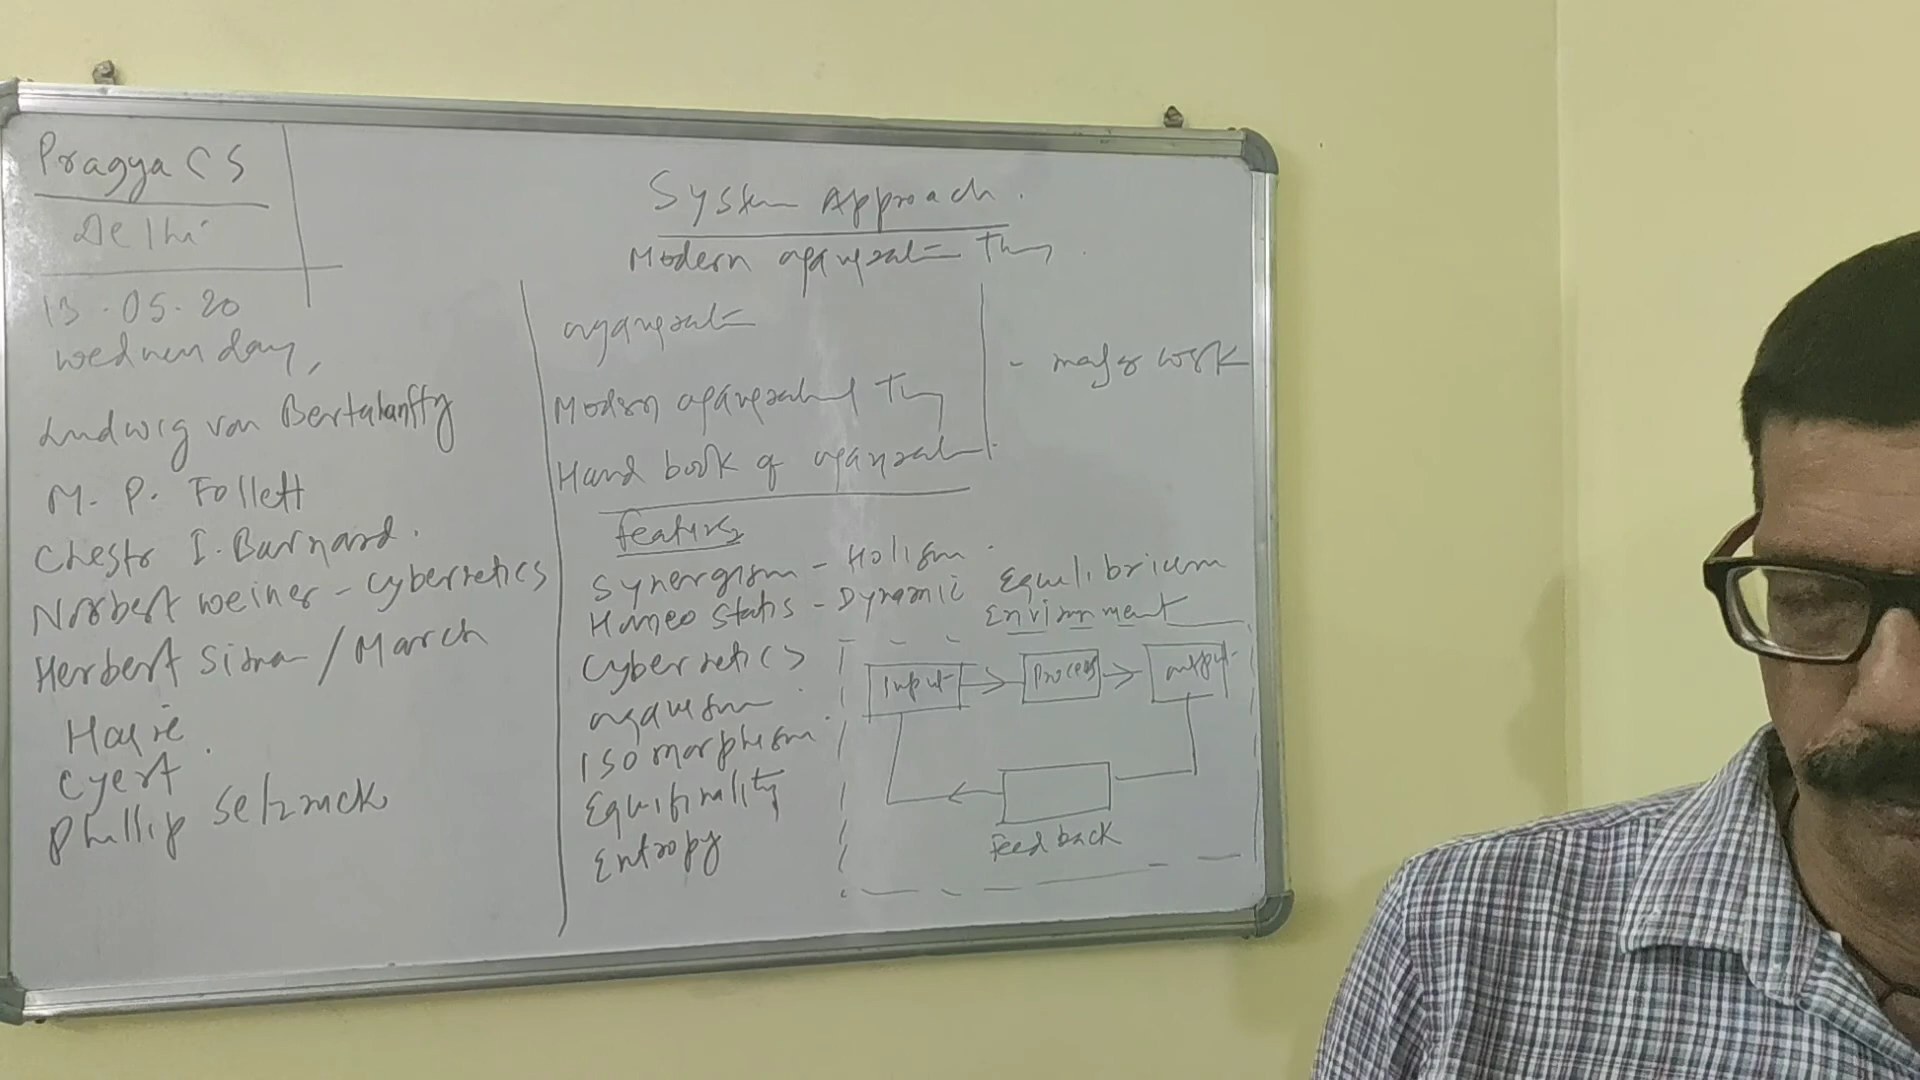 Pragya CS
Delhi
13.05.20
Wednesday,
Ludwig von Bertalanffy
M. P. Follett
Chester I. Barnard.
Norbert Weiner - Cybernetics
Herbert Simon / March
Haire
Cyert
Phillip Selznick
System Approach.
Modern organization Theory.
organization
Modern organizational Theory
Hand book of organization
- major work
Features
Synergism - Holism
Homeo statis - Dynamic Equilibrium
Cybernetics
organism
Isomorphism
Equifinality
Entropy
Environment
Input
Process
output
Feed back